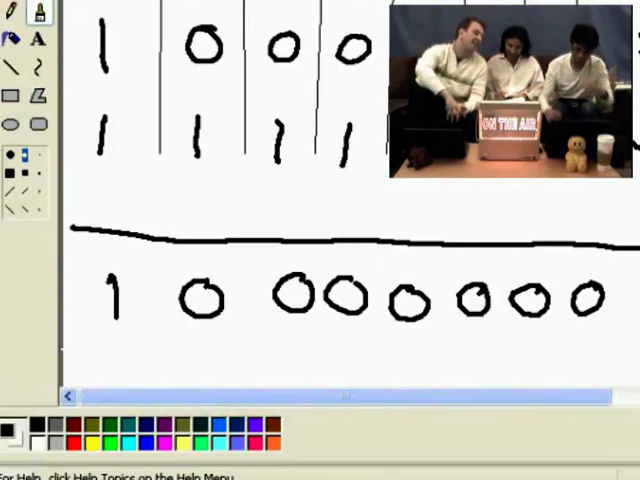 1 0 0 0
1 1 1 1
ON THE AIR
1 0 0 0 0 0 0 0
For Help, click Help Topics on the Help Menu.